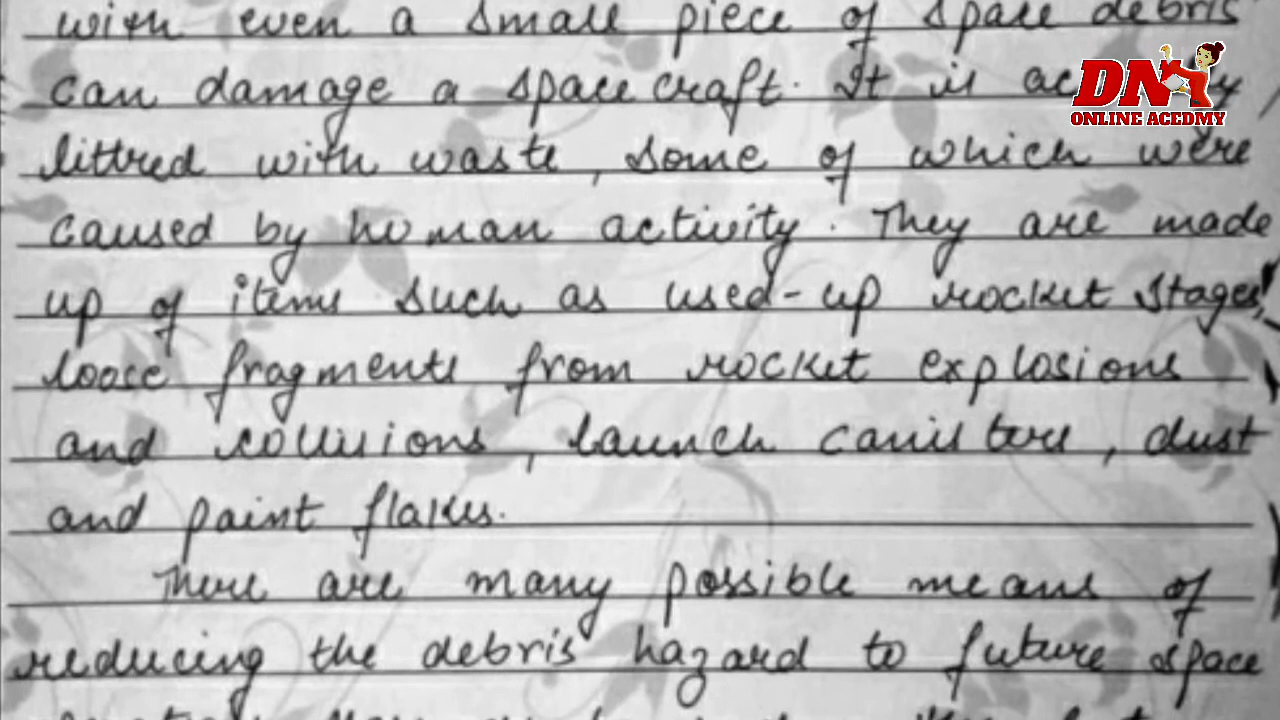 with even a small piece of space debris
can damage a space craft. It is
DN
ONLINE ACEDMY
littred with waste, some of which were
caused by human activity. They are made
up of items such as used-up rocket stages,
loose fragments from rocket explosions
and collisions, launch canisters, dust
and paint flakes.
There are many possible means of
reducing the debris hazard to future space